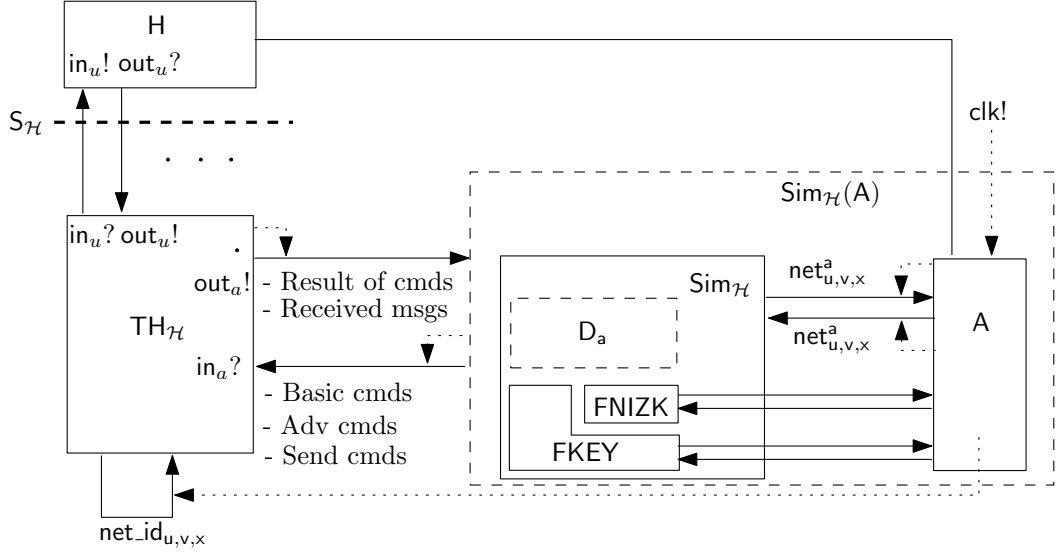 H
in_u! out_u?
S_ℋ
. . .
clk!
Sim_ℋ(A)
in_u? out_u!
.
out_a!
- Result of cmds
- Received msgs
TH_ℋ
in_a?
- Basic cmds
- Adv cmds
- Send cmds
Sim_ℋ
D_a
FNIZK
FKEY
net^a_{u,v,x}
net^a_{u,v,x}
A
net_id_{u,v,x}